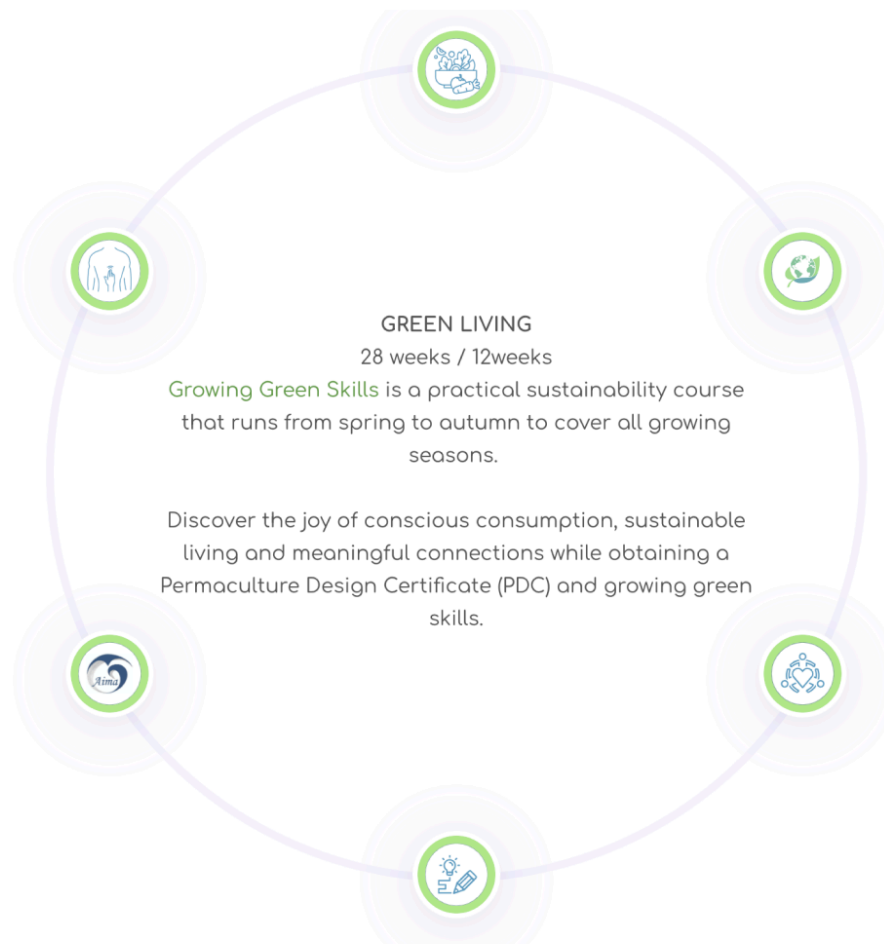 GREEN LIVING
28 weeks / 12weeks
Growing Green Skills is a practical sustainability course
that runs from spring to autumn to cover all growing
seasons.
Discover the joy of conscious consumption, sustainable
living and meaningful connections while obtaining a
Permaculture Design Certificate (PDC) and growing green
skills.
Aima